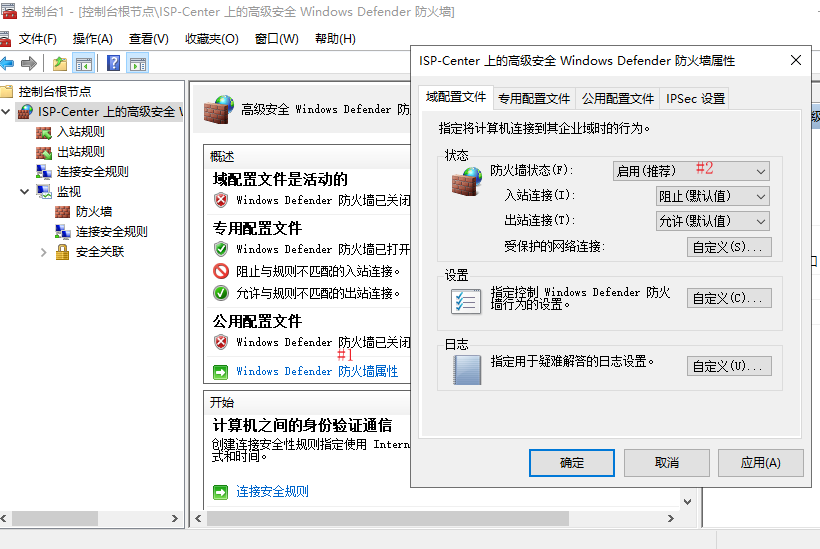 控制台1 - [控制台根节点\ISP-Center 上的高级安全 Windows Defender 防火墙]
文件(F) 操作(A) 查看(V) 收藏夹(O) 窗口(W) 帮助(H)
控制台根节点
ISP-Center 上的高级安全 W
入站规则
出站规则
连接安全规则
监视
防火墙
连接安全规则
安全关联
高级安全 Windows Defender 防
概述
域配置文件是活动的
Windows Defender 防火墙已关闭
专用配置文件
Windows Defender 防火墙已打开
阻止与规则不匹配的入站连接。
允许与规则不匹配的出站连接。
公用配置文件
Windows Defender 防火墙已关闭
#1
Windows Defender 防火墙属性
开始
计算机之间的身份验证通信
创建连接安全性规则指定使用 Intern
式和时间。
连接安全规则
ISP-Center 上的高级安全 Windows Defender 防火墙属性
域配置文件 专用配置文件 公用配置文件 IPSec 设置
指定将计算机连接到其企业域时的行为。
状态
防火墙状态(F): 启用(推荐) #2
入站连接(I): 阻止(默认值)
出站连接(T): 允许(默认值)
受保护的网络连接: 自定义(S)...
设置
指定控制 Windows Defender 防火
墙行为的设置。
自定义(C)...
日志
指定用于疑难解答的日志设置。
自定义(U)...
确定 取消 应用(A)